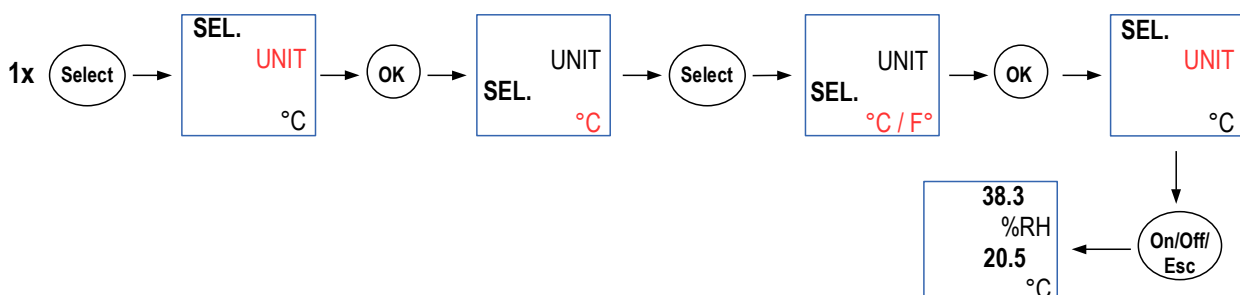 1x
Select
SEL.
UNIT
°C
OK
UNIT
SEL.
°C
Select
UNIT
SEL.
°C / F°
OK
SEL.
UNIT
°C
On/Off/
Esc
38.3
%RH
20.5
°C